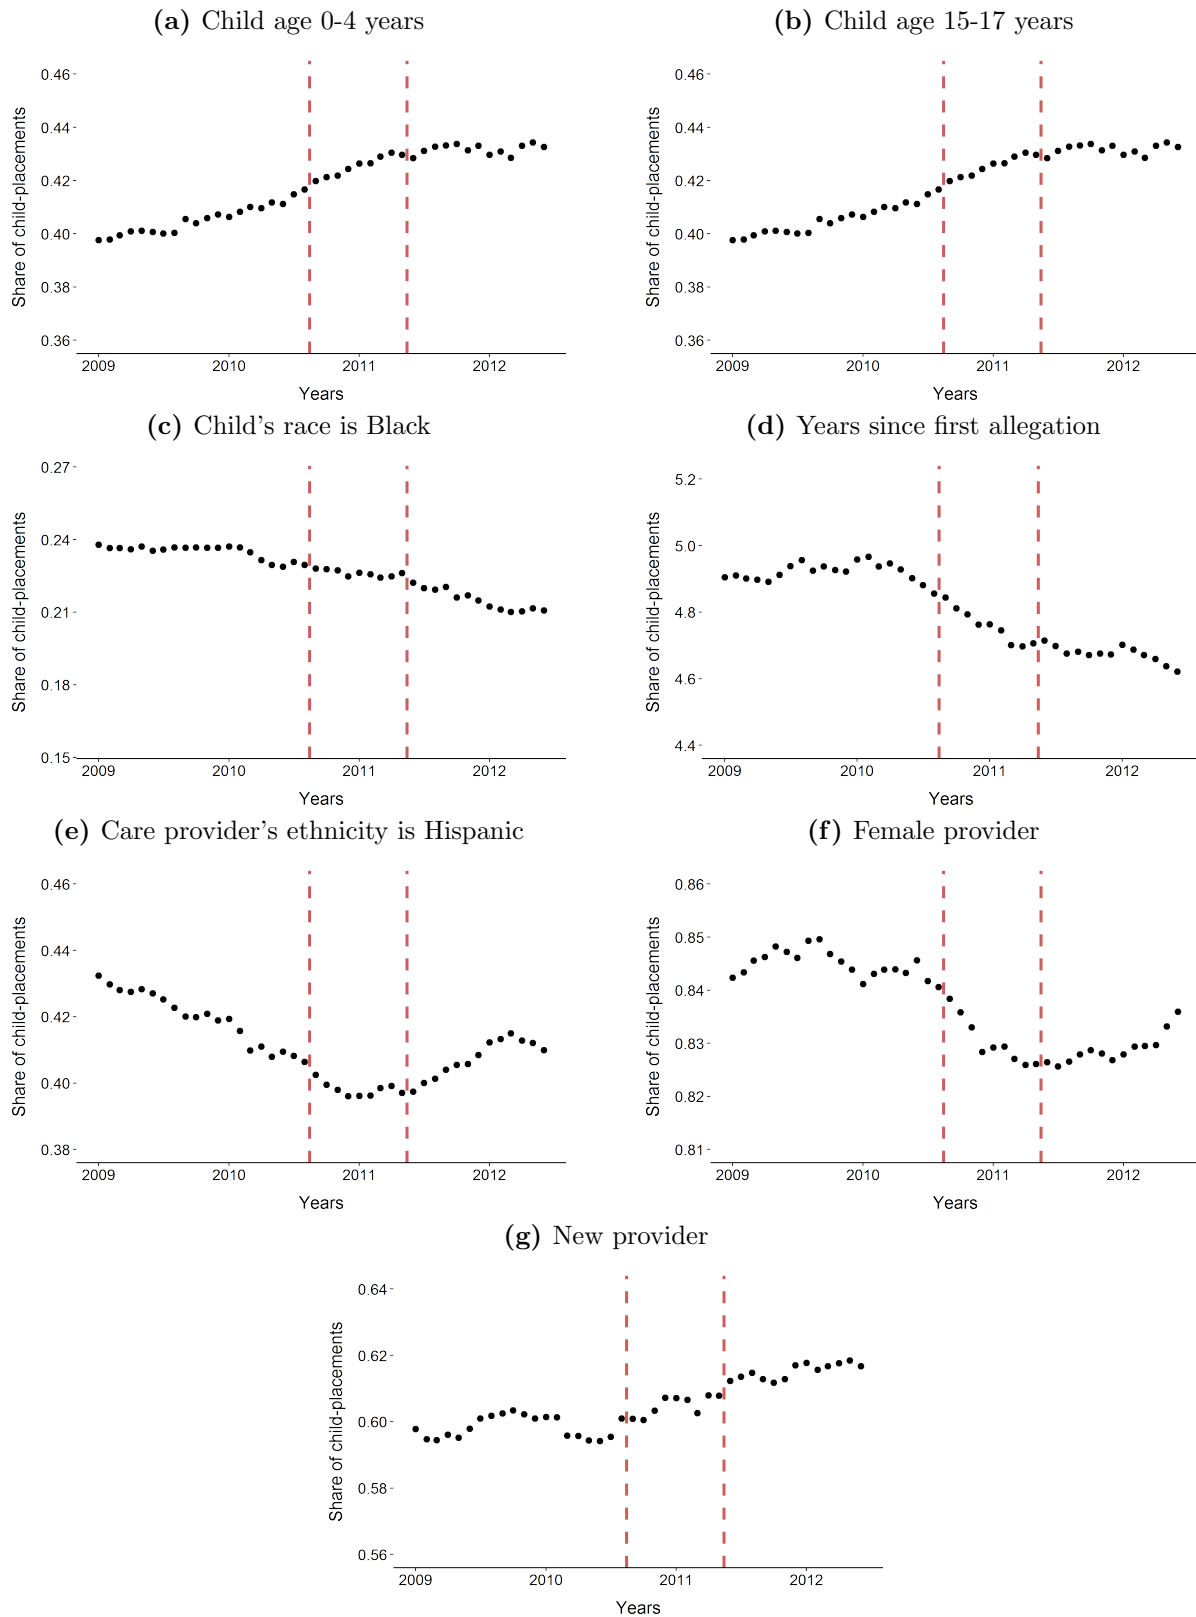 (a) Child age 0-4 years
(b) Child age 15-17 years
Share of child-placements
0.46
0.44
0.42
0.40
0.38
0.36
2009 2010 2011 2012
Years
Share of child-placements
0.46
0.44
0.42
0.40
0.38
0.36
2009 2010 2011 2012
Years
(c) Child's race is Black
(d) Years since first allegation
Share of child-placements
0.27
0.24
0.21
0.18
0.15
2009 2010 2011 2012
Years
Share of child-placements
5.2
5.0
4.8
4.6
4.4
2009 2010 2011 2012
Years
(e) Care provider's ethnicity is Hispanic
(f) Female provider
Share of child-placements
0.46
0.44
0.42
0.40
0.38
2009 2010 2011 2012
Years
Share of child-placements
0.86
0.85
0.84
0.83
0.82
0.81
2009 2010 2011 2012
Years
(g) New provider
Share of child-placements
0.64
0.62
0.60
0.58
0.56
2009 2010 2011 2012
Years